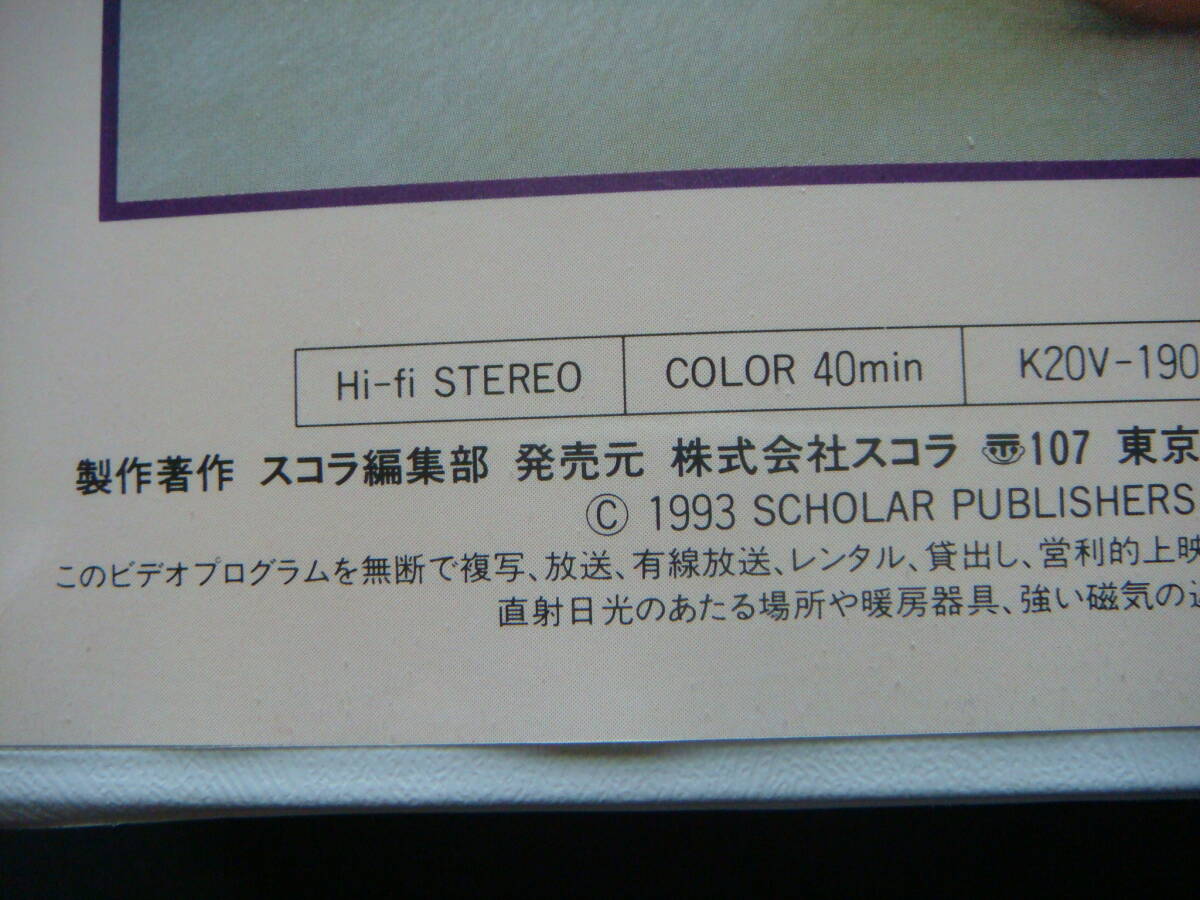 Hi-fi STEREO COLOR 40min K20V-190
製作著作 スコラ編集部 発売元 株式会社スコラ 〠107 東京
© 1993 SCHOLAR PUBLISHERS
このビデオプログラムを無断で複写、放送、有線放送、レンタル、貸出し、営利的上映
直射日光のあたる場所や暖房器具、強い磁気の